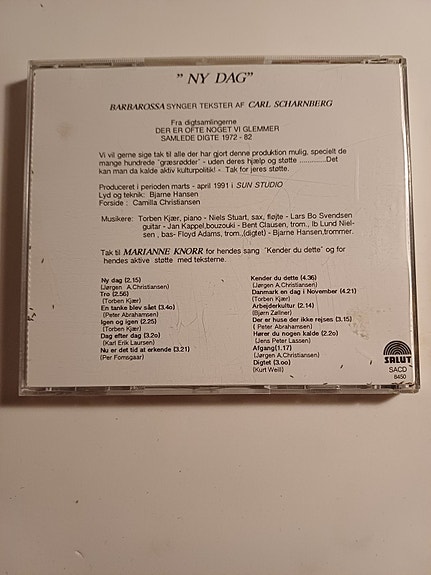 " NY DAG"
BARBAROSSA SYNGER TEKSTER AF CARL SCHARNBERG
Fra digtsamlingerne
DER ER OFTE NOGET VI GLEMMER
SAMLEDE DIGTE 1972 - 82
Vi vil gerne sige tak til alle der har gjort denne produktion mulig, specielt de
mange hundrede "græsrødder" - uden deres hjælp og støtte .............Det
kan man da kalde aktiv kulturpolitik! - Tak for jeres støtte.
Produceret i perioden marts - april 1991 i SUN STUDIO
Lyd og teknik: Bjarne Hansen
Forside : Camilla Christiansen
Musikere: Torben Kjær, piano - Niels Stuart, sax, fløjte - Lars Bo Svendsen
guitar - Jan Kappel,bouzouki - Bent Clausen, trom., Ib Lund Niel-
sen , bas- Floyd Adams, trom.,(digtet) - Bjarne Hansen,trommer.
Tak til MARIANNE KNORR for hendes sang "Kender du dette" og for
hendes aktive støtte med teksterne.
Ny dag (2.15)
(Jørgen A.Christiansen)
Tro (2.56)
(Torben Kjær)
En tanke blev sået (3.4o)
(Peter Abrahamsen)
Igen og igen (2.25)
(Torben Kjær)
Dag efter dag (3.2o)
(Karl Erik Laursen)
Nu er det tid at erkende (3.21)
(Per Fomsgaar)
Kender du dette (4.36)
(Jørgen A.Christiansen)
Danmark en dag i November (4.21)
(Torben Kjær)
Arbejderkultur (2.14)
(Bjørn Zøllner)
Der er huse der ikke rejses (3.15)
( Peter Abrahamsen)
Hører du nogen kalde (2.2o)
(Jens Peter Lassen)
Afgang(1.17)
(Jørgen A.Christiansen)
Digtet (3.oo)
(Kurt Weill)
SALUT
SACD
8450